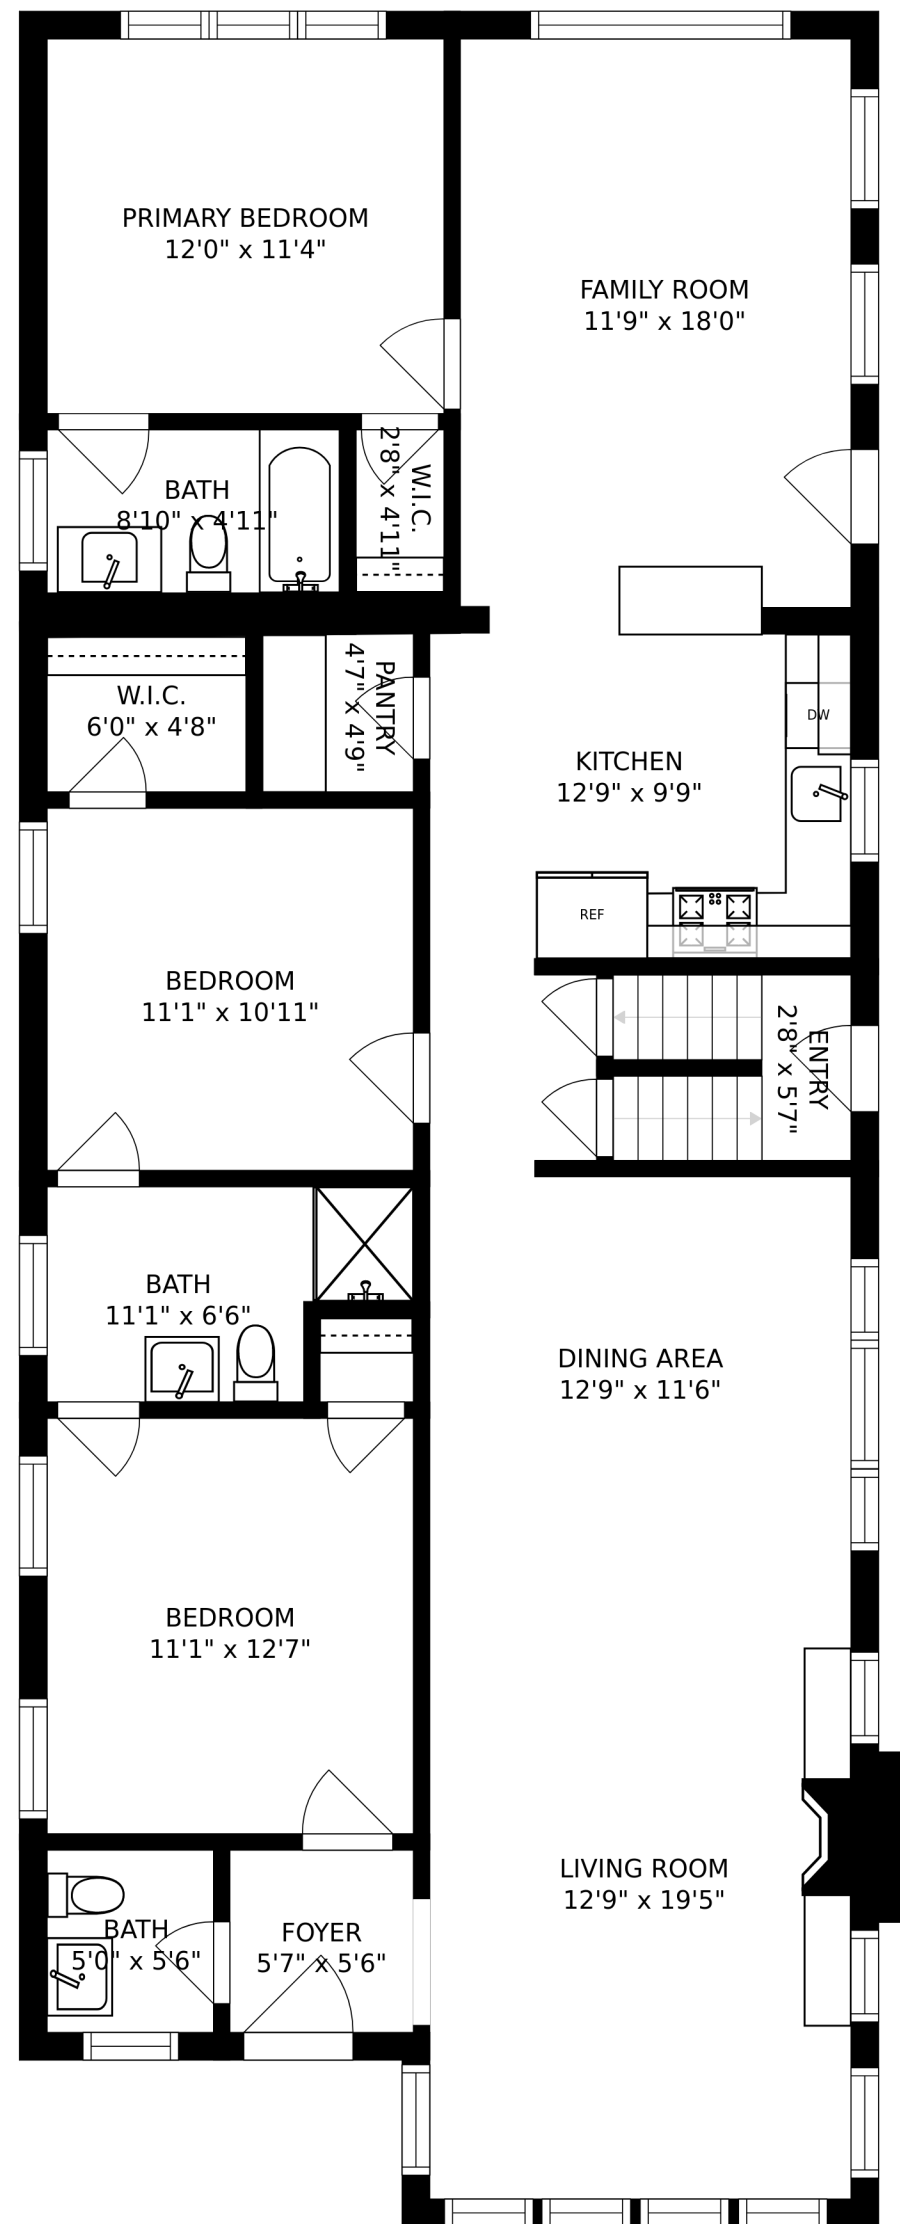 PRIMARY BEDROOM
12'0" x 11'4"
FAMILY ROOM
11'9" x 18'0"
BATH
8'10" x 4'11"
W.I.C.
2'8" x 4'11"
W.I.C.
6'0" x 4'8"
PANTRY
4'7" x 4'9"
DW
KITCHEN
12'9" x 9'9"
REF
BEDROOM
11'1" x 10'11"
ENTRY
2'8" x 5'7"
BATH
11'1" x 6'6"
DINING AREA
12'9" x 11'6"
BEDROOM
11'1" x 12'7"
LIVING ROOM
12'9" x 19'5"
BATH
5'0" x 5'6"
FOYER
5'7" x 5'6"